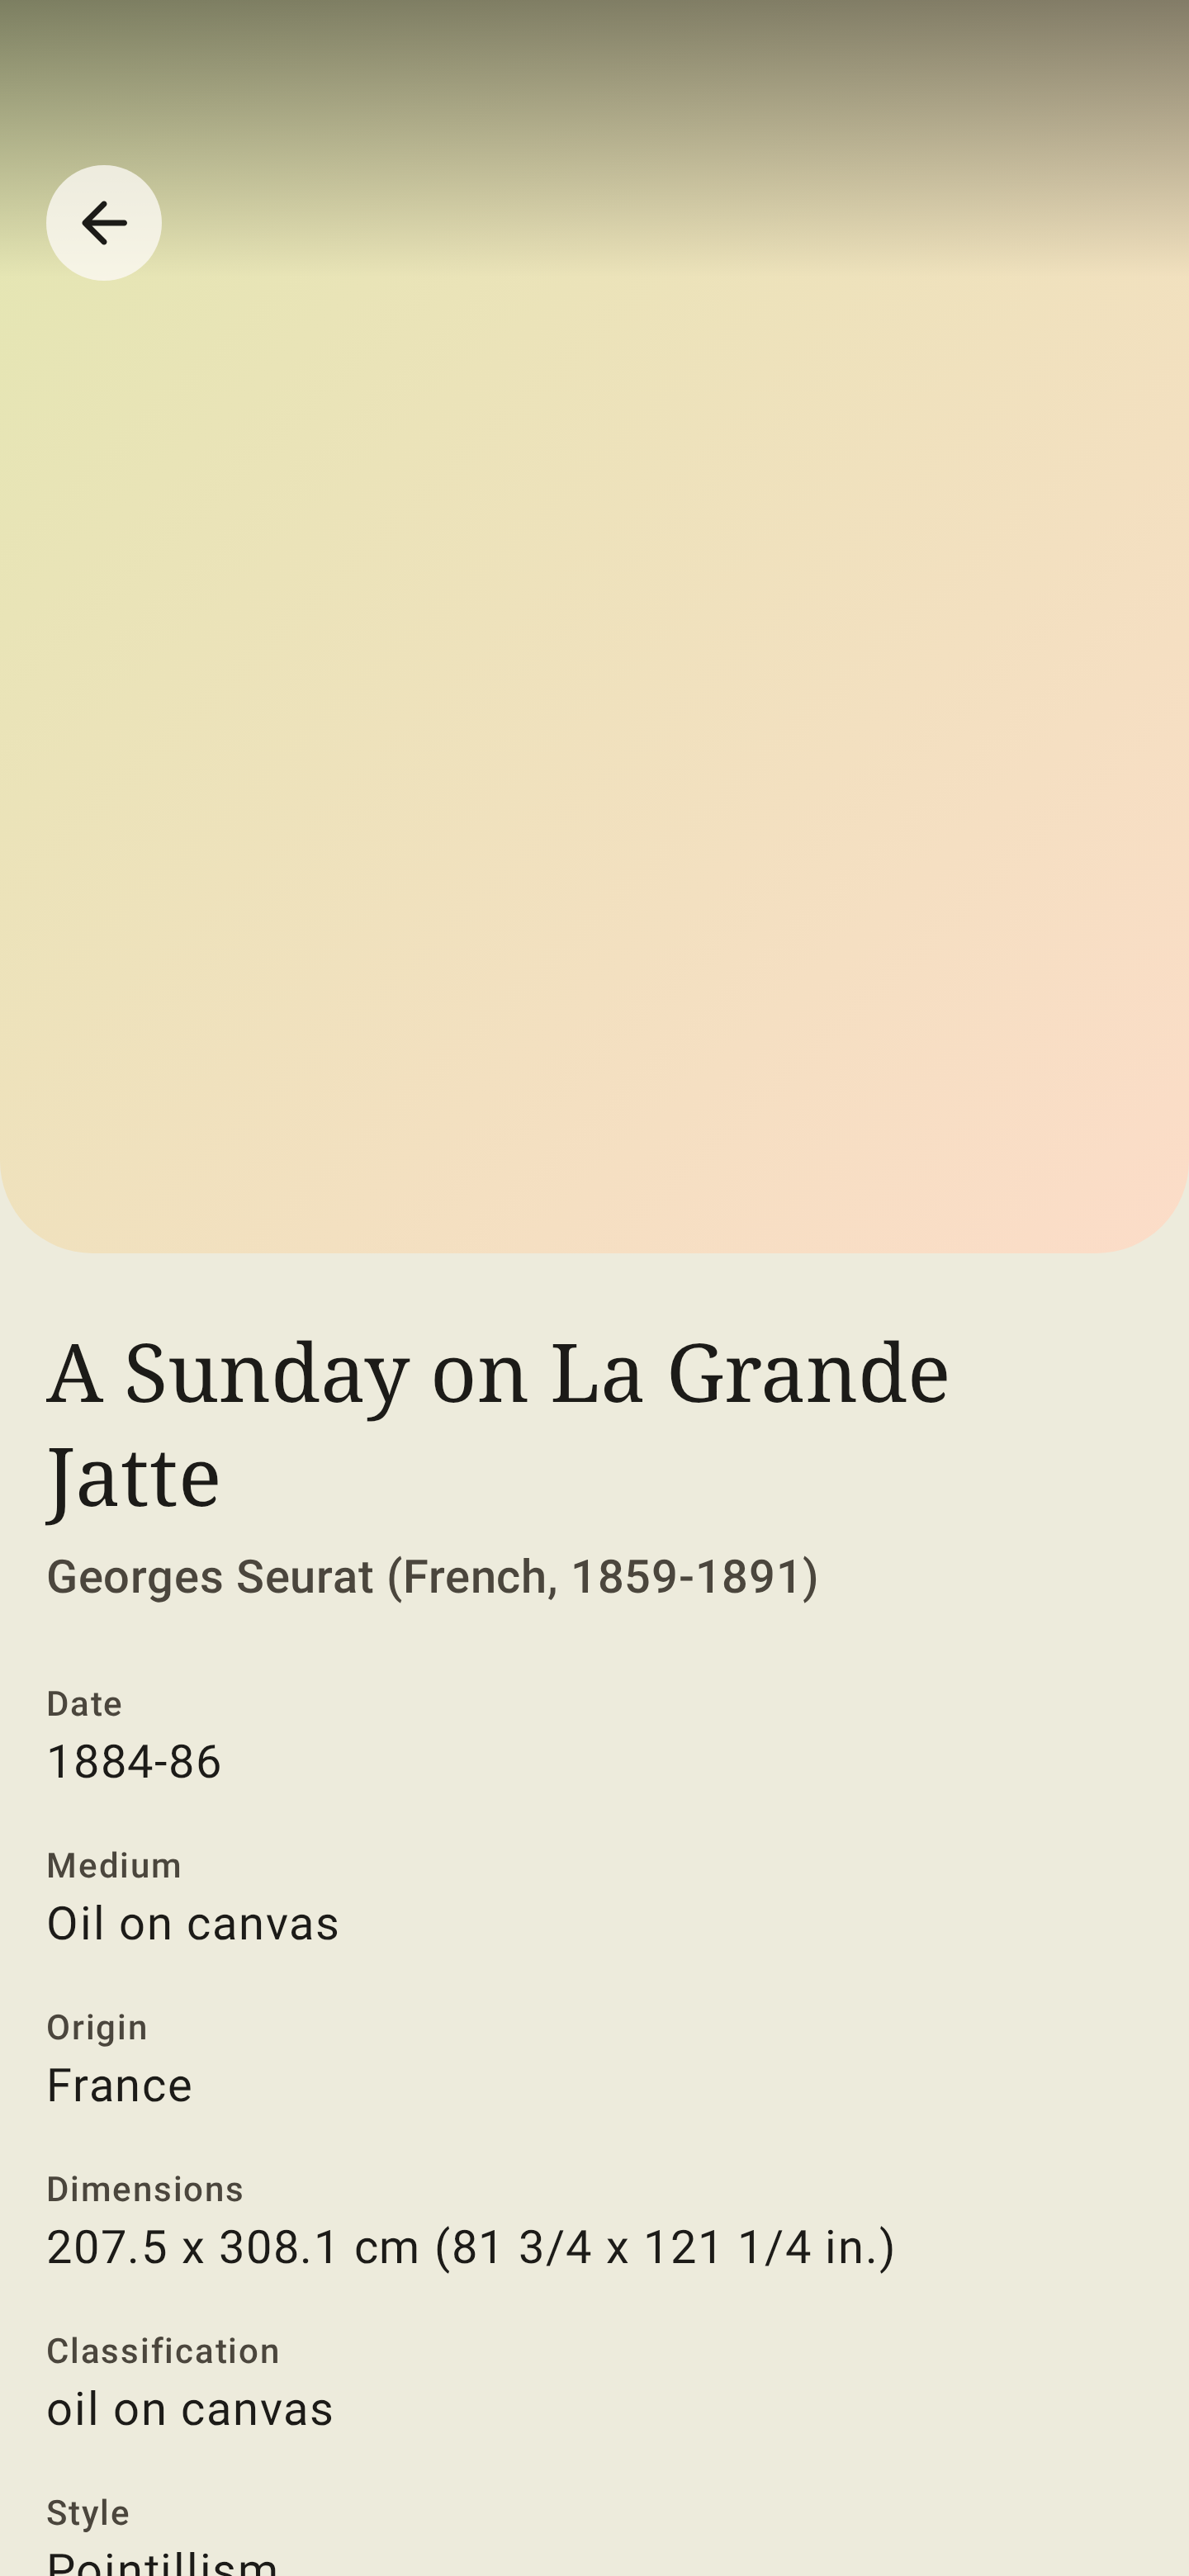 A Sunday on La Grande
Jatte
Georges Seurat (French, 1859-1891)
Date
1884-86
Medium
Oil on canvas
Origin
France
Dimensions
207.5 x 308.1 cm (81 3/4 x 121 1/4 in.)
Classification
oil on canvas
Style
Pointillism